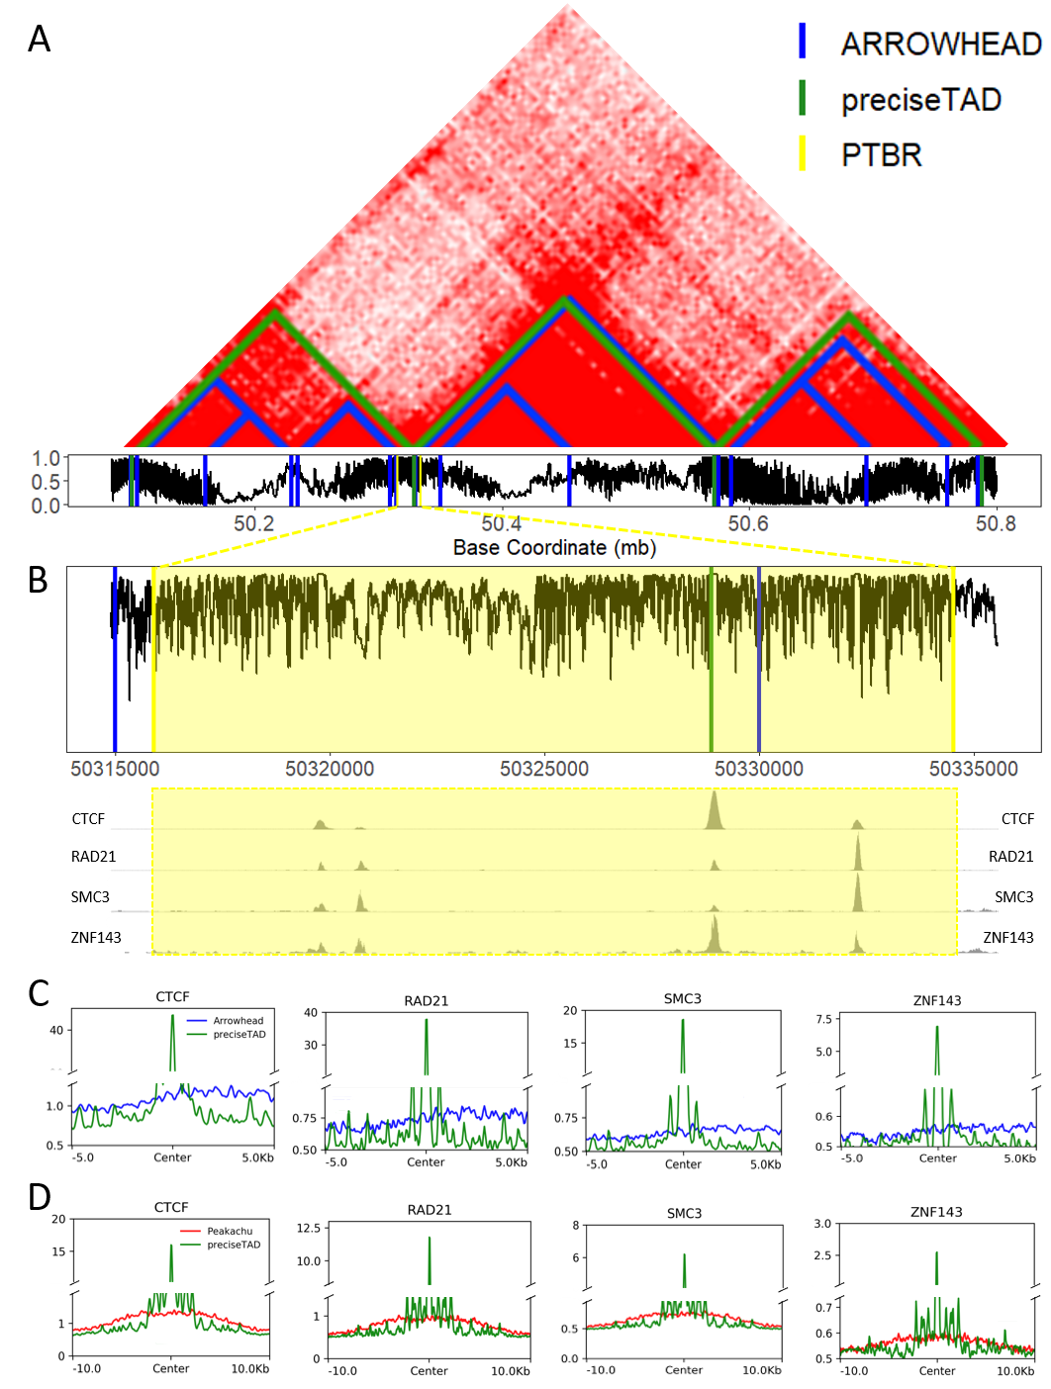 A
ARROWHEAD
preciseTAD
PTBR
1.0
0.5
0.0
50.2 50.4 50.6 50.8
Base Coordinate (mb)
B
50315000 50320000 50325000 50330000 50335000
CTCF CTCF
RAD21 RAD21
SMC3 SMC3
ZNF143 ZNF143
C
CTCF RAD21 SMC3 ZNF143
Arrowhead
preciseTAD
40
1.0
0.5
-5.0 Center 5.0Kb
40
30
0.75
0.50
-5.0 Center 5.0Kb
20
15
0.75
0.50
-5.0 Center 5.0Kb
7.5
5.0
0.6
0.5
-5.0 Center 5.0Kb
D
CTCF RAD21 SMC3 ZNF143
Peakachu
preciseTAD
20
15
1
0
-10.0 Center 10.0Kb
12.5
10.0
1
0
-10.0 Center 10.0Kb
8
6
0.5
0.0
-10.0 Center 10.0Kb
3.0
2.5
0.7
0.6
0.5
-10.0 Center 10.0Kb